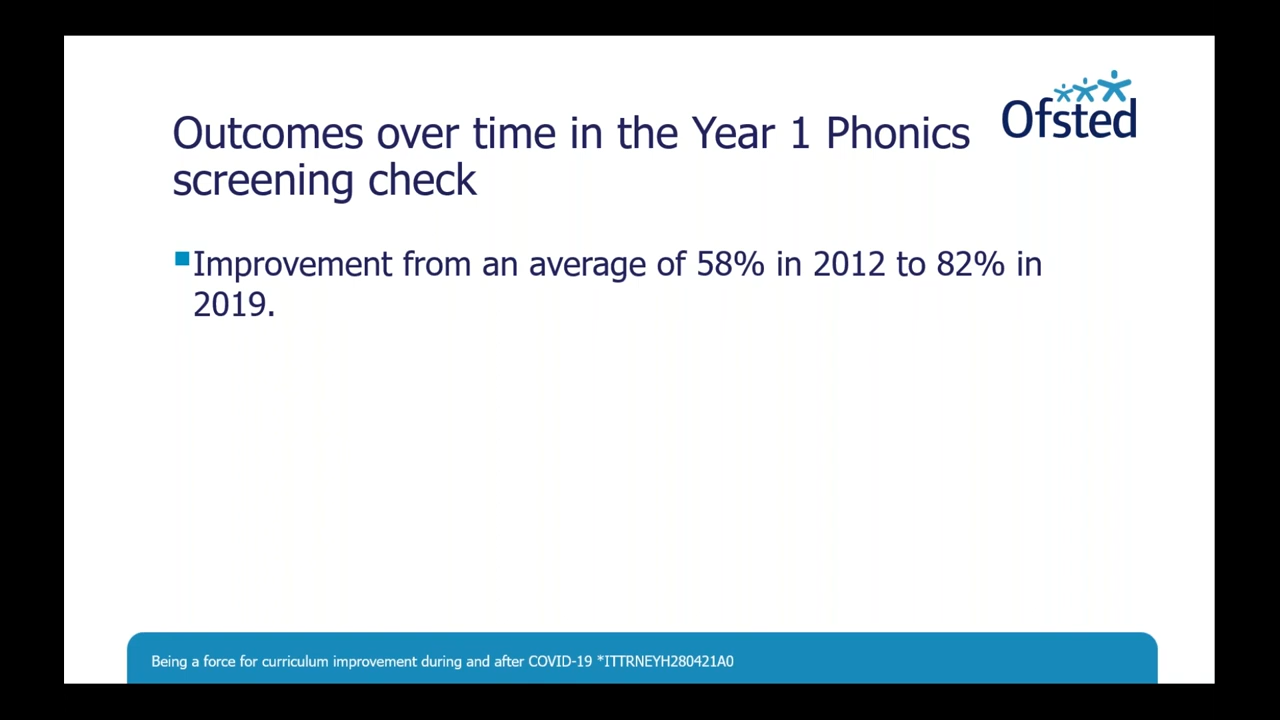 Ofsted
Outcomes over time in the Year 1 Phonics
screening check
Improvement from an average of 58% in 2012 to 82% in
2019.
Being a force for curriculum improvement during and after COVID-19 *ITTRNEYH280421A0